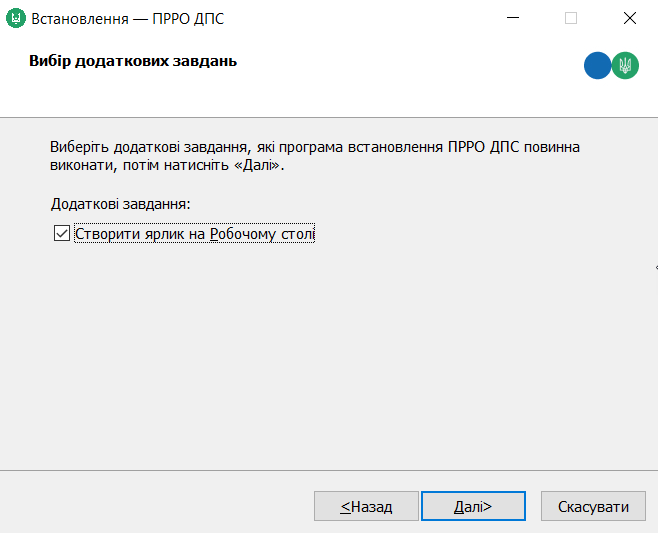 Встановлення — ПРРО ДПС
Вибір додаткових завдань
Виберіть додаткові завдання, які програма встановлення ПРРО ДПС повинна
виконати, потім натисніть «Далі».
Додаткові завдання:
Створити ярлик на Робочому столі
<Назад
Далі>
Скасувати